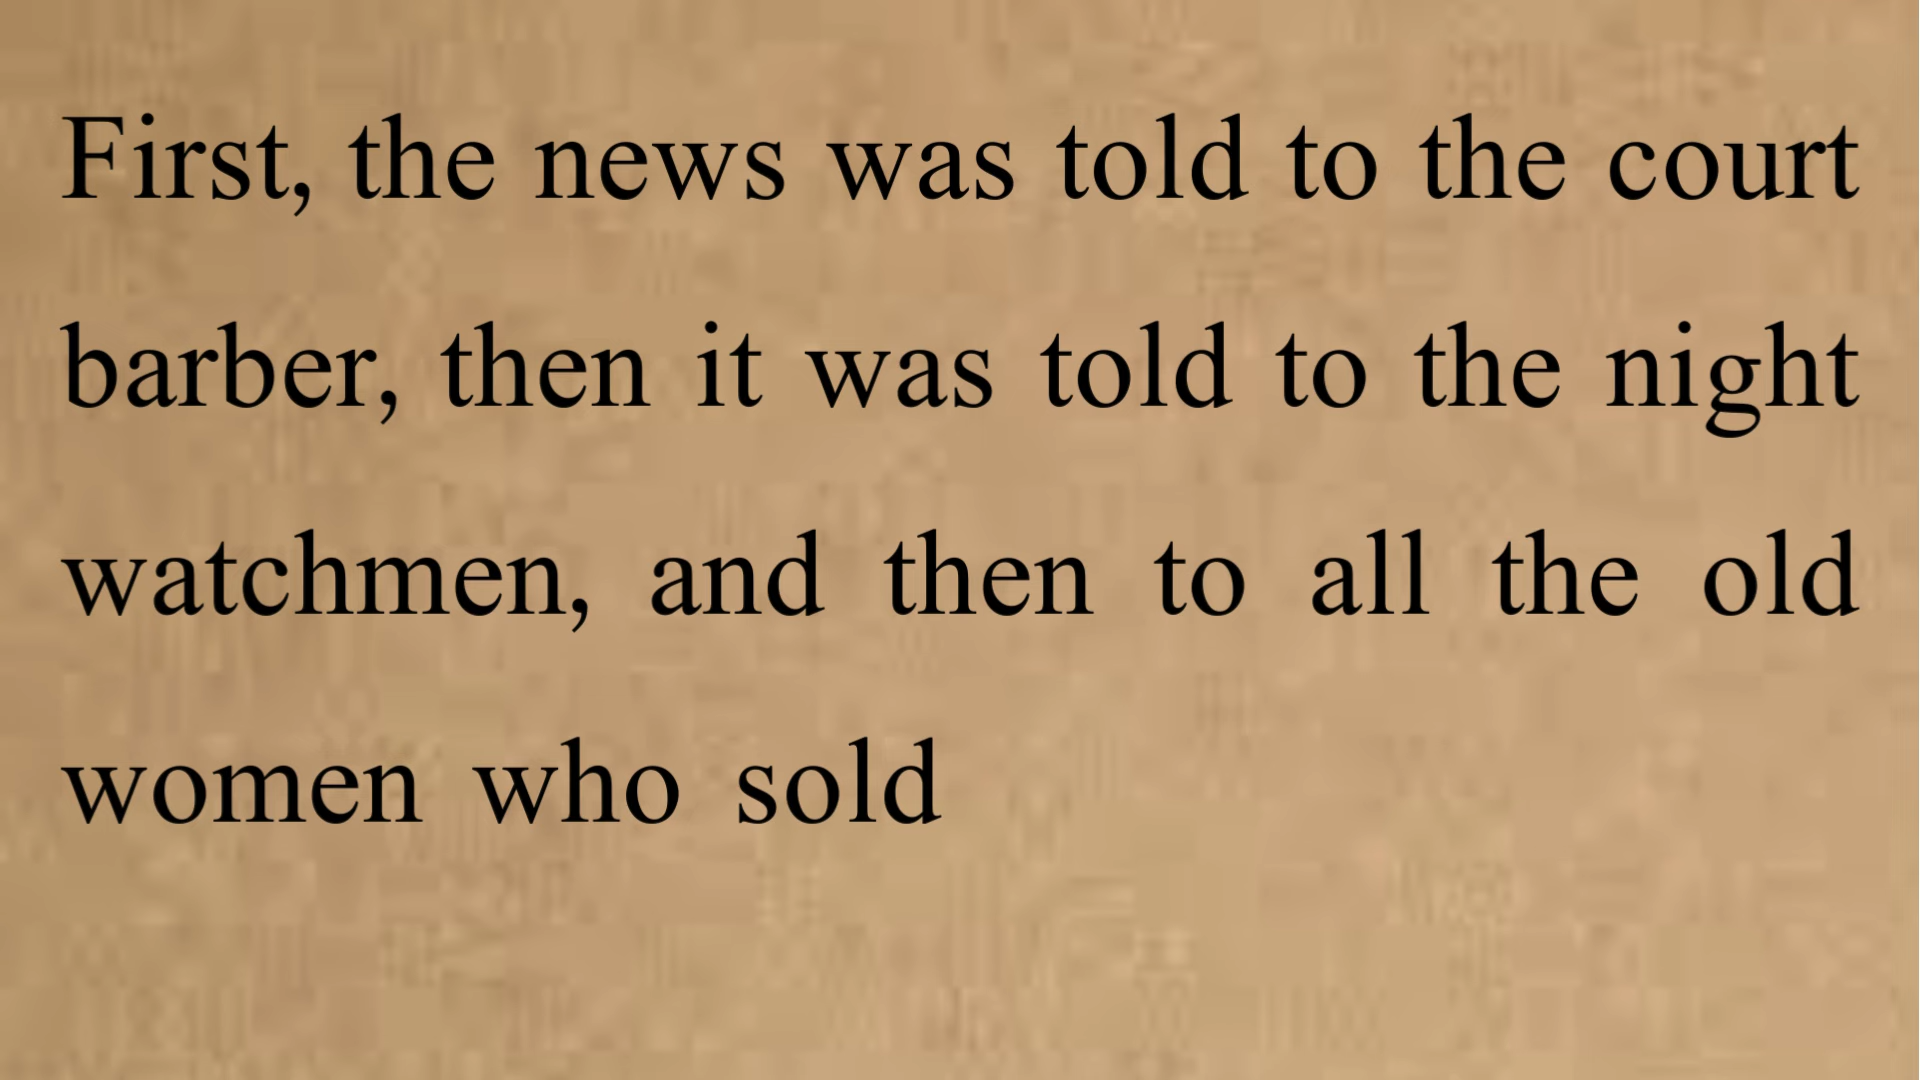 First, the news was told to the court
barber, then it was told to the night
watchmen, and then to all the old
women who sold